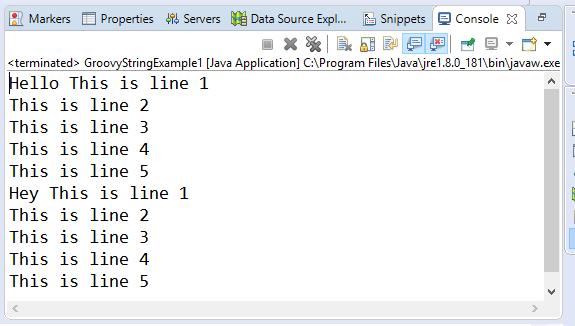 Markers Properties Servers Data Source Expl... Snippets Console
<terminated> GroovyStringExample1 [Java Application] C:\Program Files\Java\jre1.8.0_181\bin\javaw.exe
Hello This is line 1
This is line 2
This is line 3
This is line 4
This is line 5
Hey This is line 1
This is line 2
This is line 3
This is line 4
This is line 5